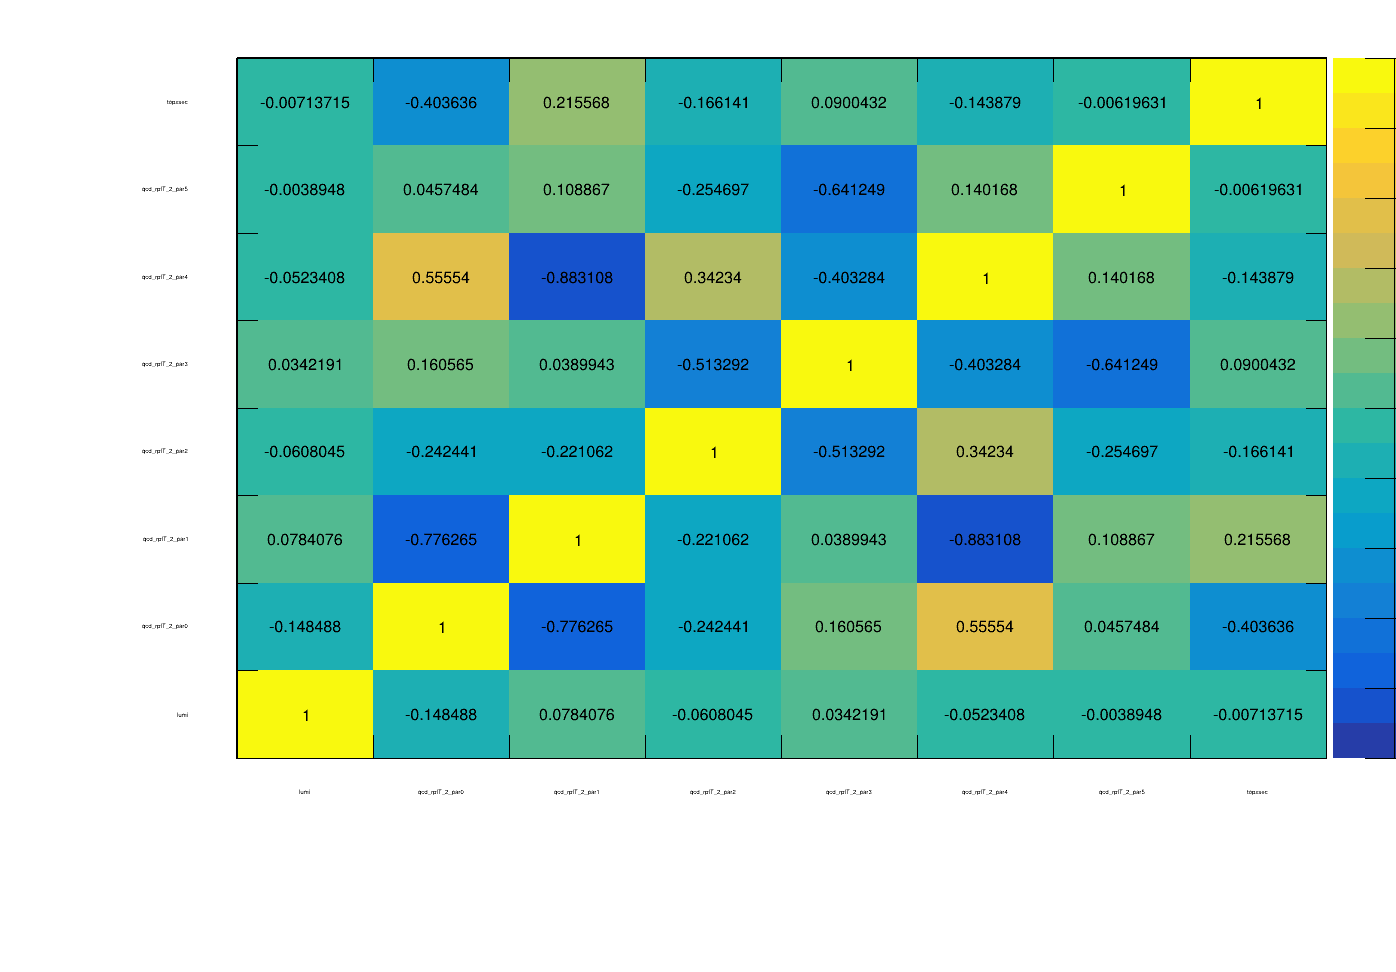 topxsec -0.00713715 -0.403636 0.215568 -0.166141 0.0900432 -0.143879 -0.00619631 1
qcd_rpfT_2_par5 -0.0038948 0.0457484 0.108867 -0.254697 -0.641249 0.140168 1 -0.00619631
qcd_rpfT_2_par4 -0.0523408 0.55554 -0.883108 0.34234 -0.403284 1 0.140168 -0.143879
qcd_rpfT_2_par3 0.0342191 0.160565 0.0389943 -0.513292 1 -0.403284 -0.641249 0.0900432
qcd_rpfT_2_par2 -0.0608045 -0.242441 -0.221062 1 -0.513292 0.34234 -0.254697 -0.166141
qcd_rpfT_2_par1 0.0784076 -0.776265 1 -0.221062 0.0389943 -0.883108 0.108867 0.215568
qcd_rpfT_2_par0 -0.148488 1 -0.776265 -0.242441 0.160565 0.55554 0.0457484 -0.403636
lumi 1 -0.148488 0.0784076 -0.0608045 0.0342191 -0.0523408 -0.0038948 -0.00713715
lumi qcd_rpfT_2_par0 qcd_rpfT_2_par1 qcd_rpfT_2_par2 qcd_rpfT_2_par3 qcd_rpfT_2_par4 qcd_rpfT_2_par5 topxsec